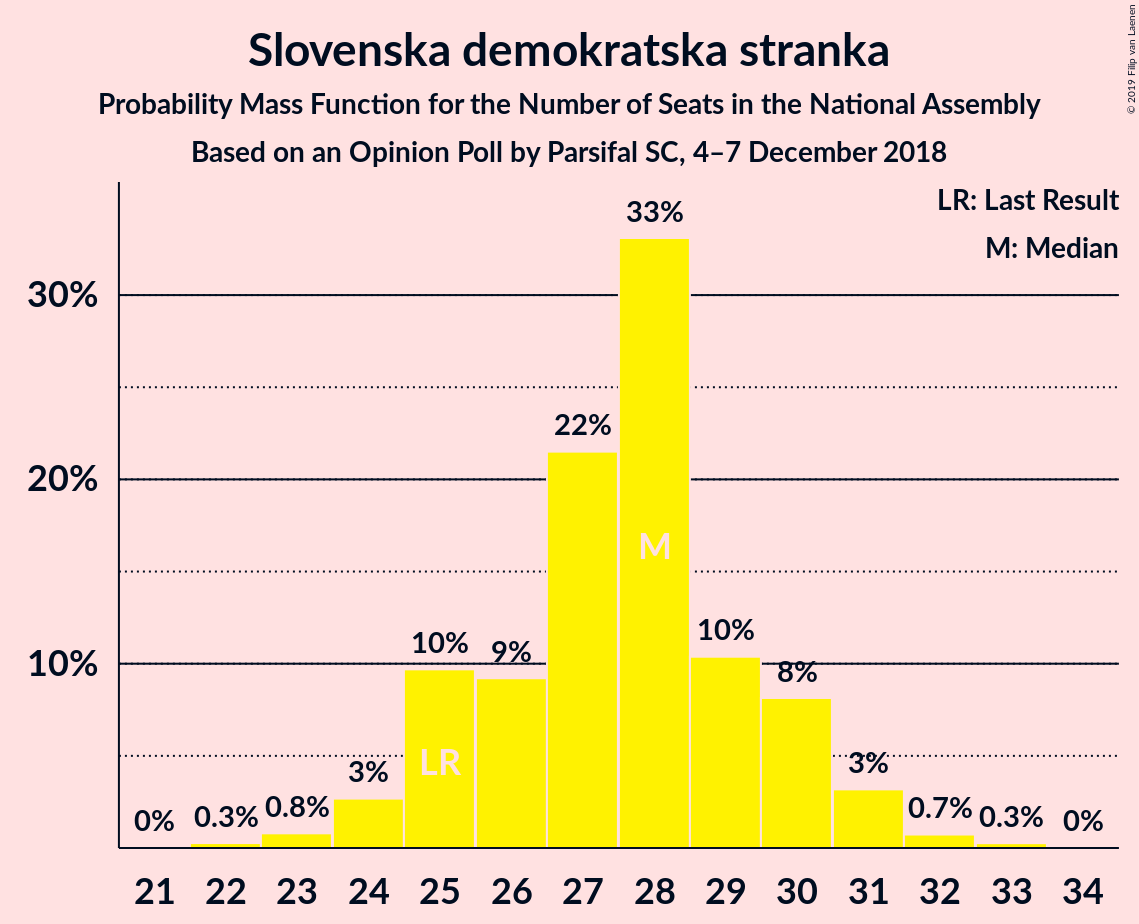 Slovenska demokratska stranka
Probability Mass Function for the Number of Seats in the National Assembly
Based on an Opinion Poll by Parsifal SC, 4–7 December 2018
© 2019 Filip van Laenen
LR: Last Result
M: Median
30%
20%
10%
0%
0.3%
0.8%
3%
10%
9%
22%
33%
10%
8%
3%
0.7%
0.3%
0%
LR
M
21 22 23 24 25 26 27 28 29 30 31 32 33 34